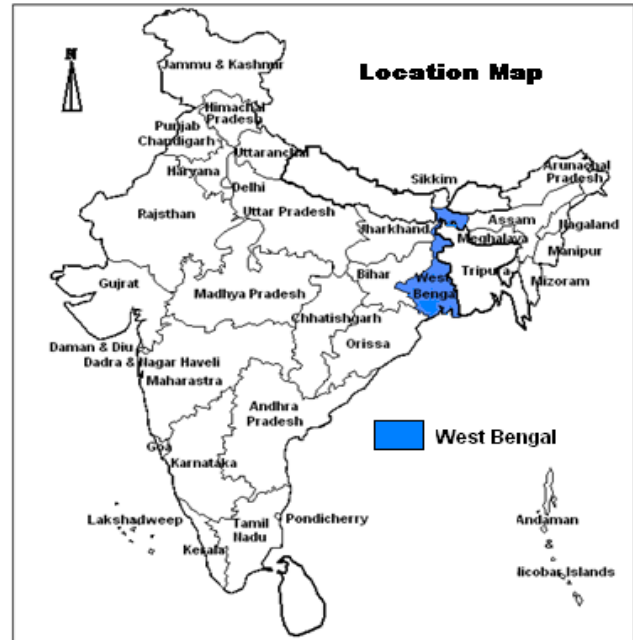 N
Location Map
Jammu & Kashmir
Himachal
Pradesh
Punjab
Chandigarh
Uttaranchal
Haryana
Delhi
Rajsthan
Uttar Pradesh
Sikkim
Arunachal
Pradesh
Assam
Nagaland
Jharkhand
Meghalaya
Manipur
Bihar
West
Bengal
Tripura
Mizoram
Gujrat
Madhya Pradesh
Chhatishgarh
Orissa
Daman & Diu
Dadra & Nagar Haveli
Maharastra
Andhra
Pradesh
West Bengal
Goa
Karnataka
Lakshadweep
Tamil
Nadu
Pondicherry
Kerala
Andaman
&
licobar Islands